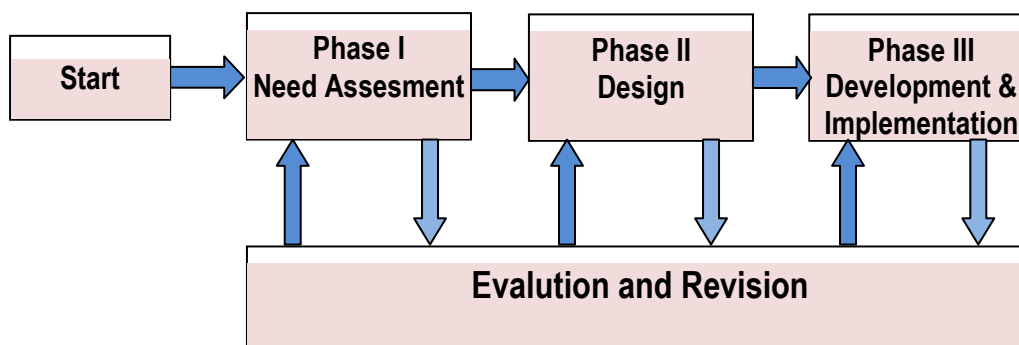 Start
Phase I
Need Assesment
Phase II
Design
Phase III
Development &
Implementation
Evalution and Revision